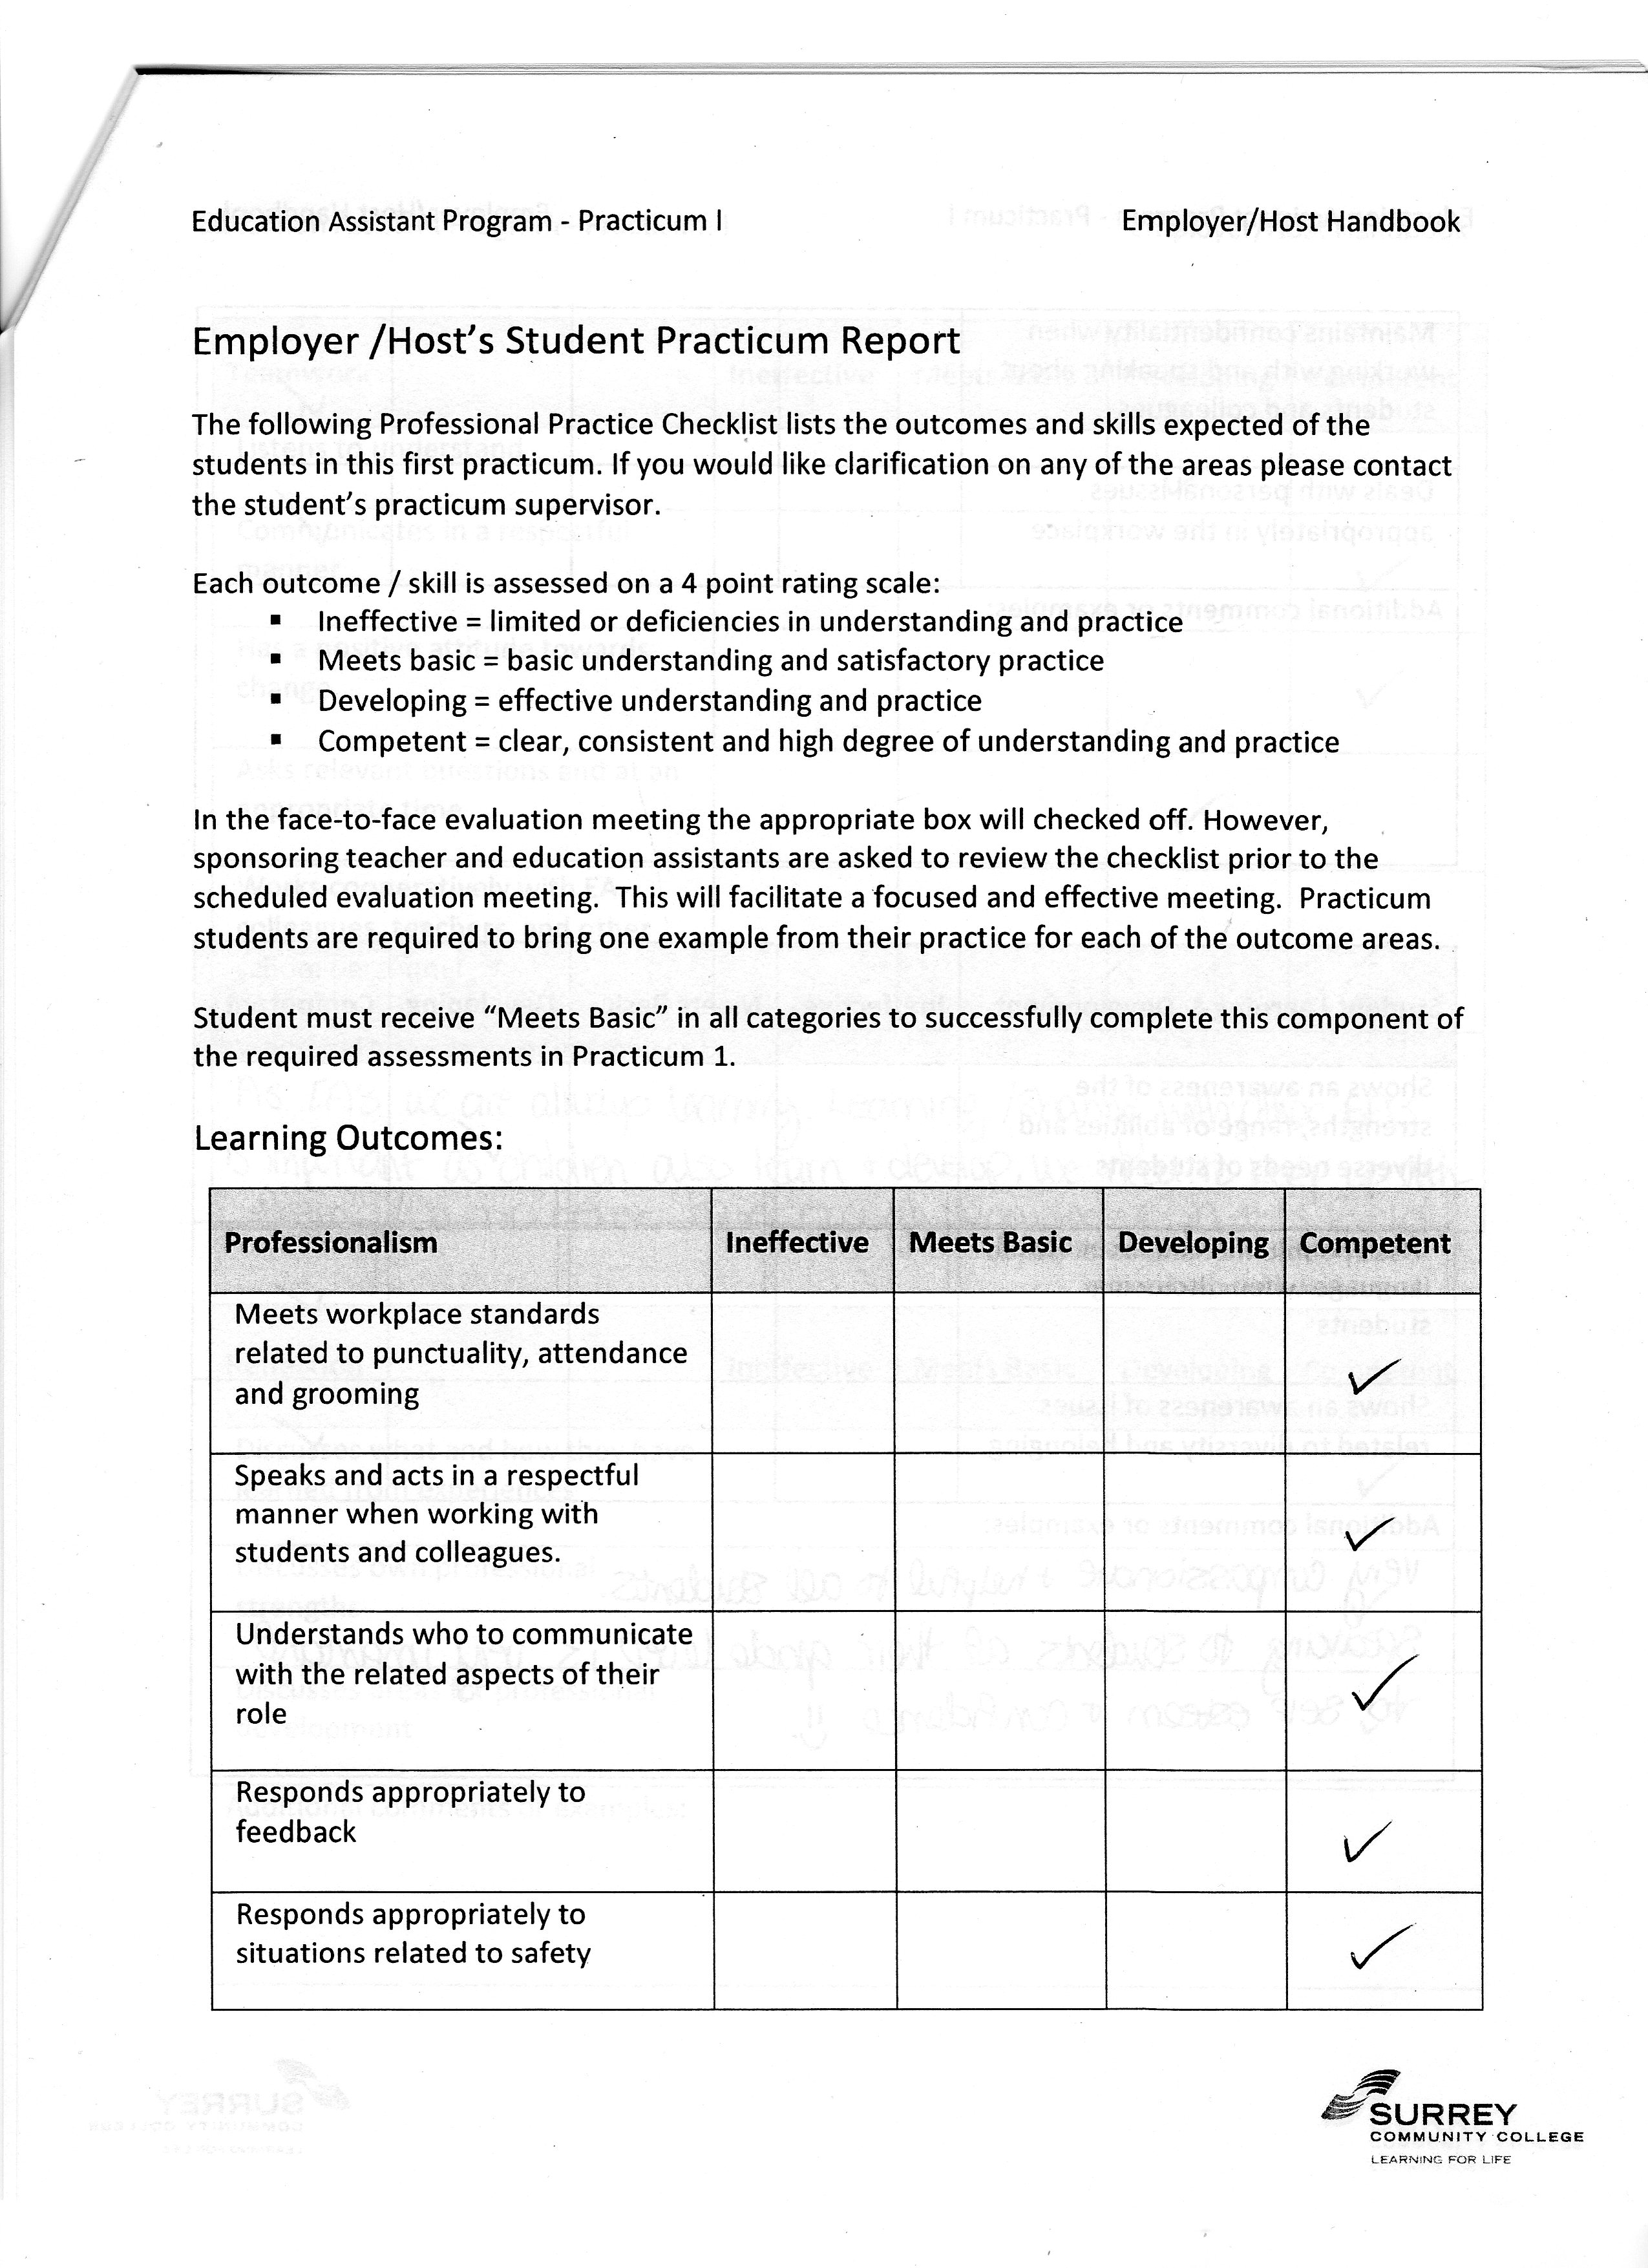 Education Assistant Program - Practicum I
Employer/Host Handbook
Employer /Host's Student Practicum Report
The following Professional Practice Checklist lists the outcomes and skills expected of the
students in this first practicum. If you would like clarification on any of the areas please contact
the student's practicum supervisor.
Each outcome / skill is assessed on a 4 point rating scale:
▪ Ineffective = limited or deficiencies in understanding and practice
▪ Meets basic = basic understanding and satisfactory practice
▪ Developing = effective understanding and practice
▪ Competent = clear, consistent and high degree of understanding and practice
In the face-to-face evaluation meeting the appropriate box will checked off. However,
sponsoring teacher and education assistants are asked to review the checklist prior to the
scheduled evaluation meeting. This will facilitate a focused and effective meeting. Practicum
students are required to bring one example from their practice for each of the outcome areas.
Student must receive “Meets Basic” in all categories to successfully complete this component of
the required assessments in Practicum 1.
Learning Outcomes:
Professionalism Ineffective Meets Basic Developing Competent
Meets workplace standards
related to punctuality, attendance
and grooming
✓
Speaks and acts in a respectful
manner when working with
students and colleagues.
✓
Understands who to communicate
with the related aspects of their
role
✓
Responds appropriately to
feedback
✓
Responds appropriately to
situations related to safety
✓
SURREY
COMMUNITY COLLEGE
LEARNING FOR LIFE